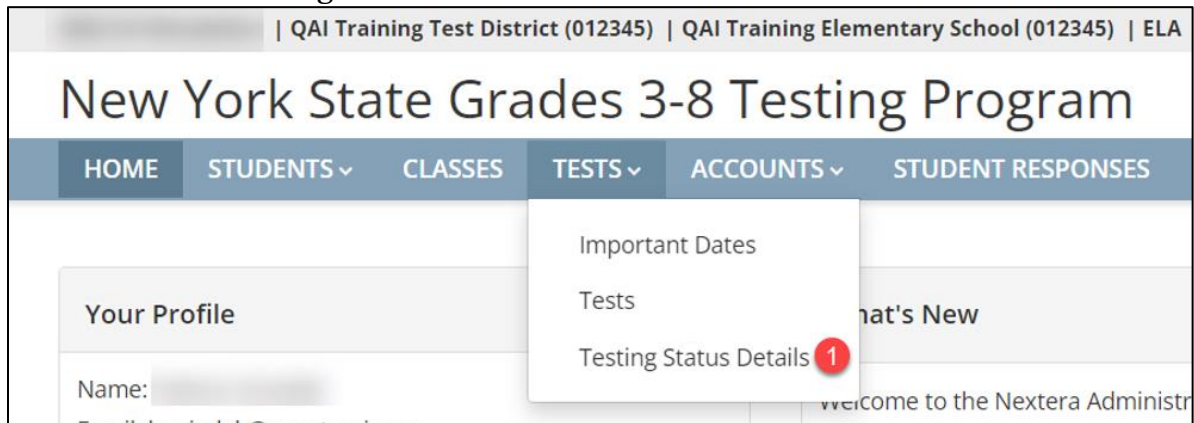 | QAI Training Test District (012345) | QAI Training Elementary School (012345) | ELA
New York State Grades 3-8 Testing Program
HOME STUDENTS CLASSES TESTS ACCOUNTS STUDENT RESPONSES
Important Dates
Tests
Testing Status Details 1
Your Profile
What's New
Name:
Welcome to the Nextera Administr